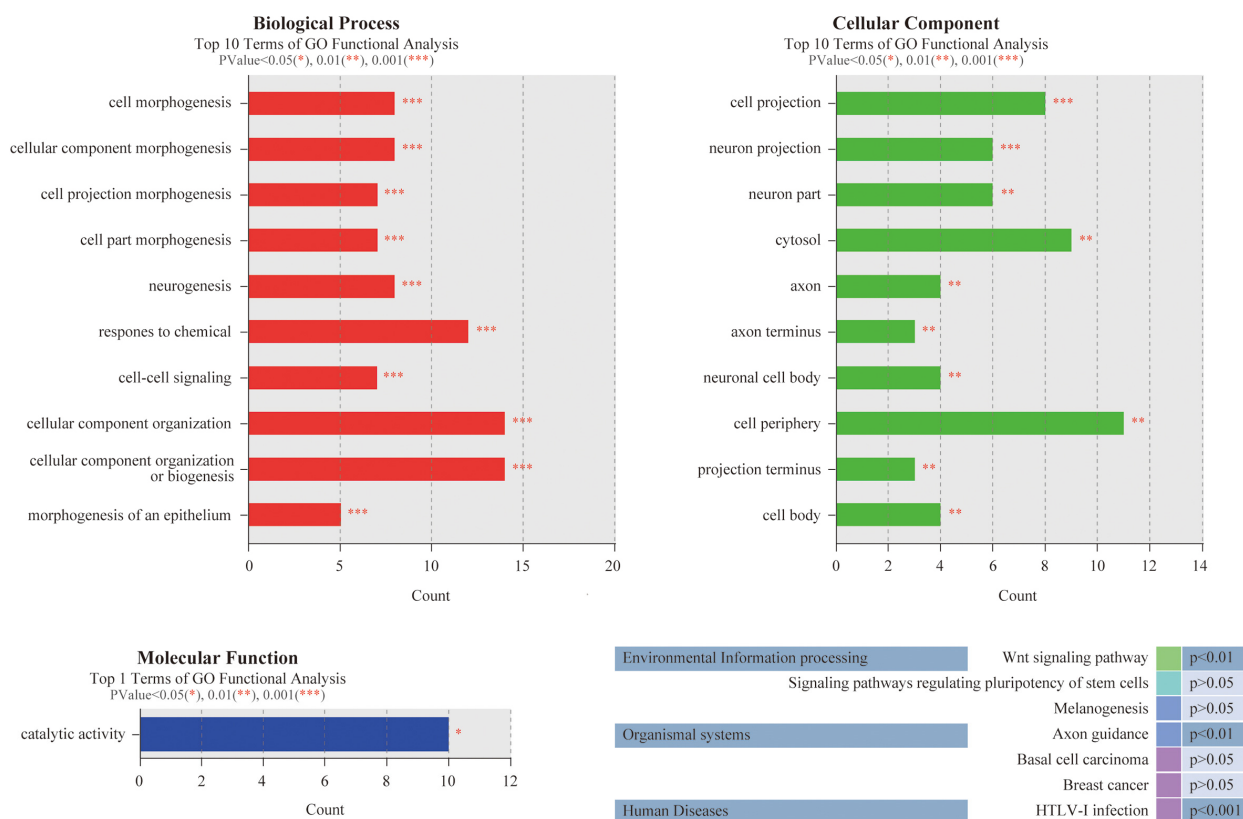 Biological Process
Top 10 Terms of GO Functional Analysis
PValue<0.05(*), 0.01(**), 0.001(***)
cell morphogenesis
***
cellular component morphogenesis
***
cell projection morphogenesis
***
cell part morphogenesis
***
neurogenesis
***
respones to chemical
***
cell-cell signaling
***
cellular component organization
***
cellular component organization
or biogenesis
***
morphogenesis of an epithelium
***
0 5 10 15 20
Count
Cellular Component
Top 10 Terms of GO Functional Analysis
PValue<0.05(*), 0.01(**), 0.001(***)
cell projection
***
neuron projection
***
neuron part
**
cytosol
**
axon
**
axon terminus
**
neuronal cell body
**
cell periphery
**
projection terminus
**
cell body
**
0 2 4 6 8 10 12 14
Count
Molecular Function
Top 1 Terms of GO Functional Analysis
PValue<0.05(*), 0.01(**), 0.001(***)
catalytic activity
*
0 2 4 6 8 10 12
Count
Environmental Information processing Wnt signaling pathway p<0.01
Signaling pathways regulating pluripotency of stem cells p>0.05
Melanogenesis p>0.05
Organismal systems Axon guidance p<0.01
Basal cell carcinoma p>0.05
Breast cancer p>0.05
Human Diseases HTLV-I infection p<0.001